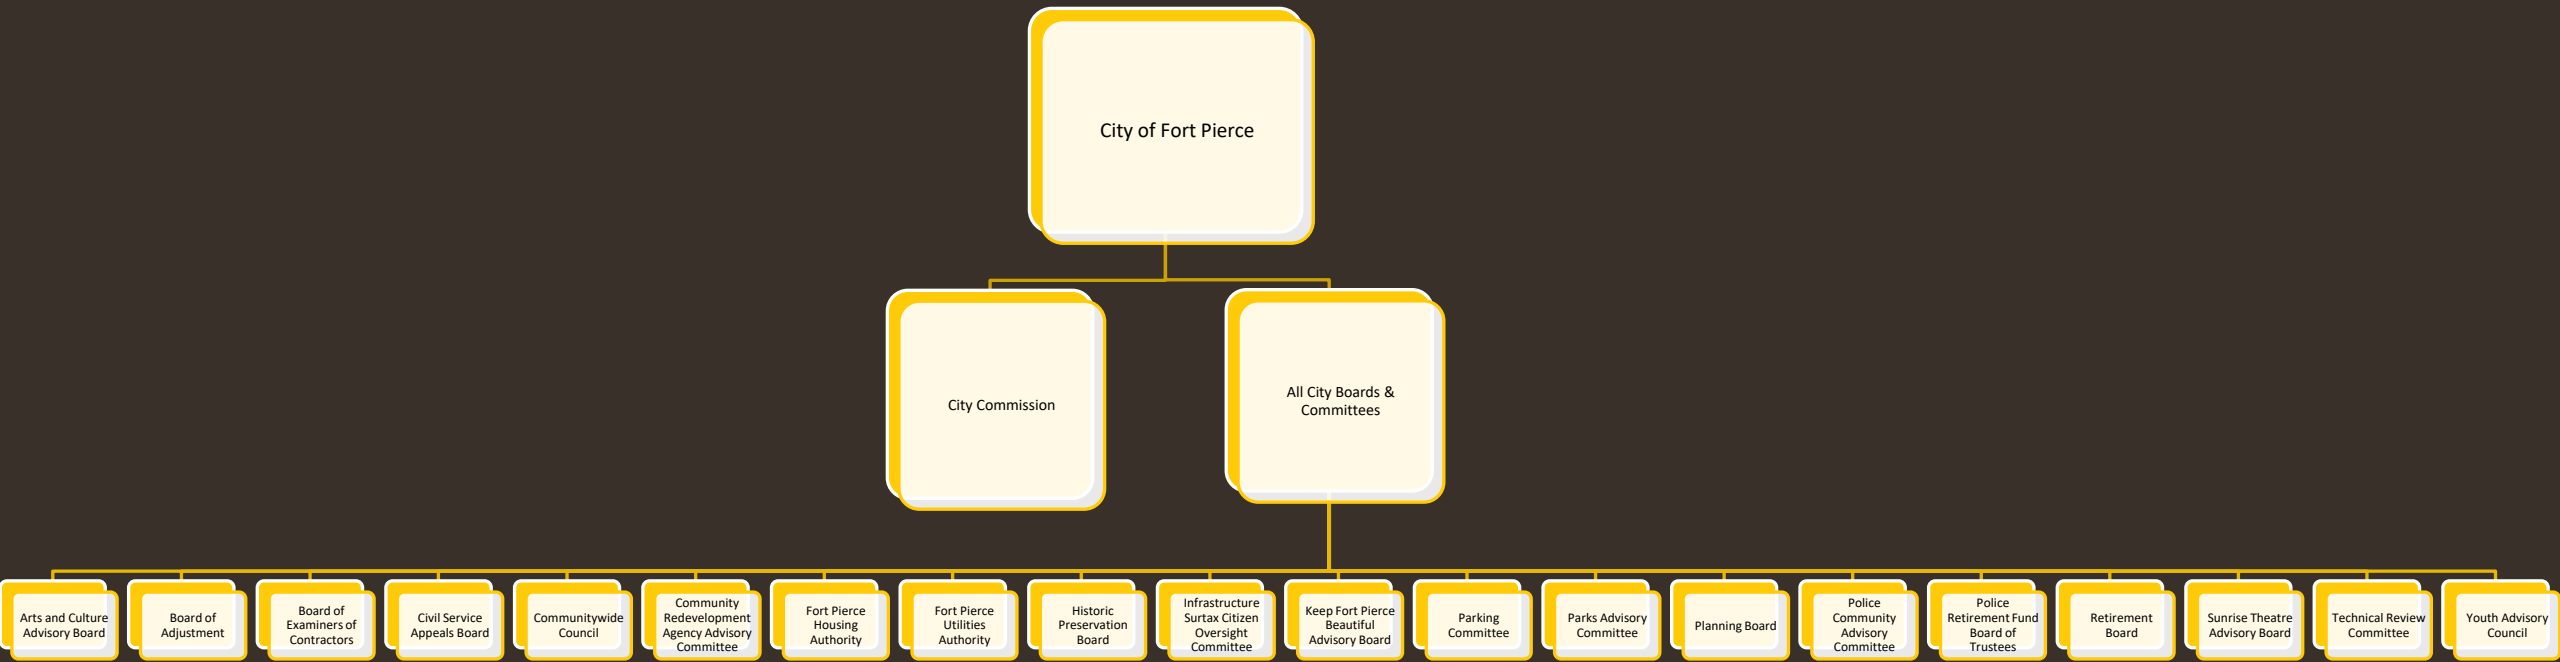 City of Fort Pierce
City Commission
All City Boards &
Committees
Arts and Culture
Advisory Board
Board of
Adjustment
Board of
Examiners of
Contractors
Civil Service
Appeals Board
Communitywide
Council
Community
Redevelopment
Agency Advisory
Committee
Fort Pierce
Housing
Authority
Fort Pierce
Utilities
Authority
Historic
Preservation
Board
Infrastructure
Surtax Citizen
Oversight
Committee
Keep Fort Pierce
Beautiful
Advisory Board
Parking
Committee
Parks Advisory
Committee
Planning Board
Police
Community
Advisory
Committee
Police
Retirement Fund
Board of
Trustees
Retirement
Board
Sunrise Theatre
Advisory Board
Technical Review
Committee
Youth Advisory
Council